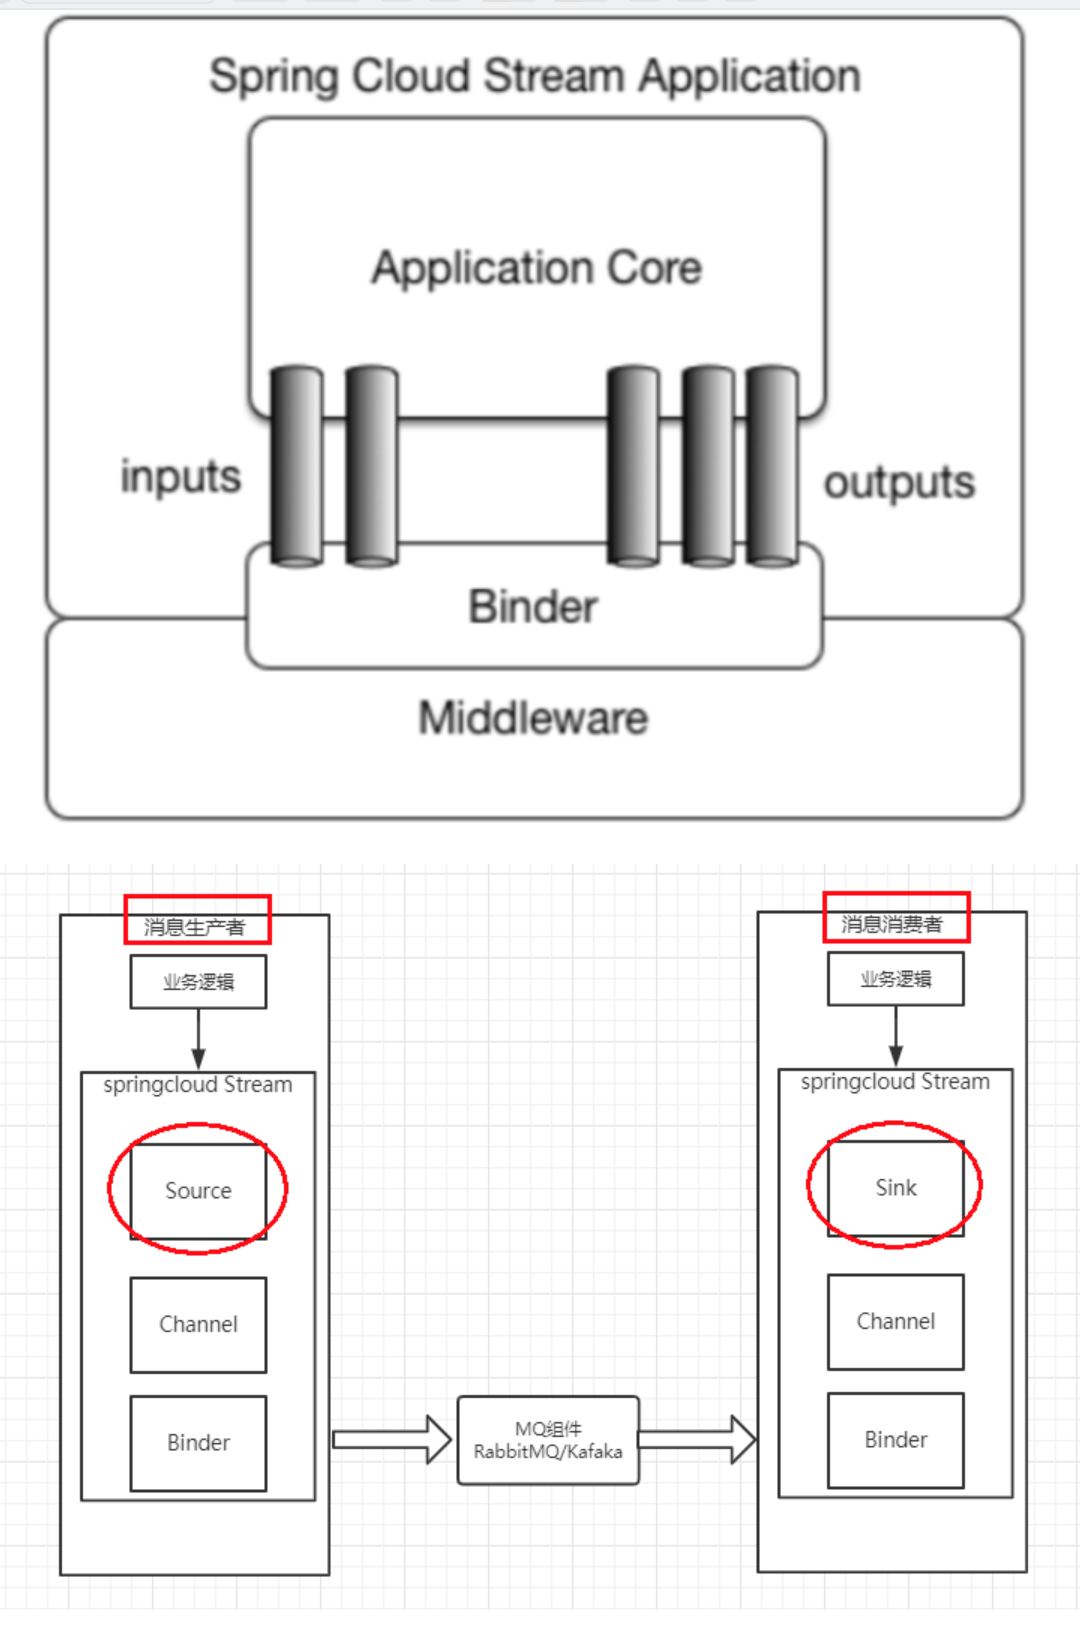 Spring Cloud Stream Application
Application Core
inputs
outputs
Binder
Middleware
消息生产者
业务逻辑
springcloud Stream
Source
Channel
Binder
MQ组件
RabbitMQ/Kafaka
消息消费者
业务逻辑
springcloud Stream
Sink
Channel
Binder